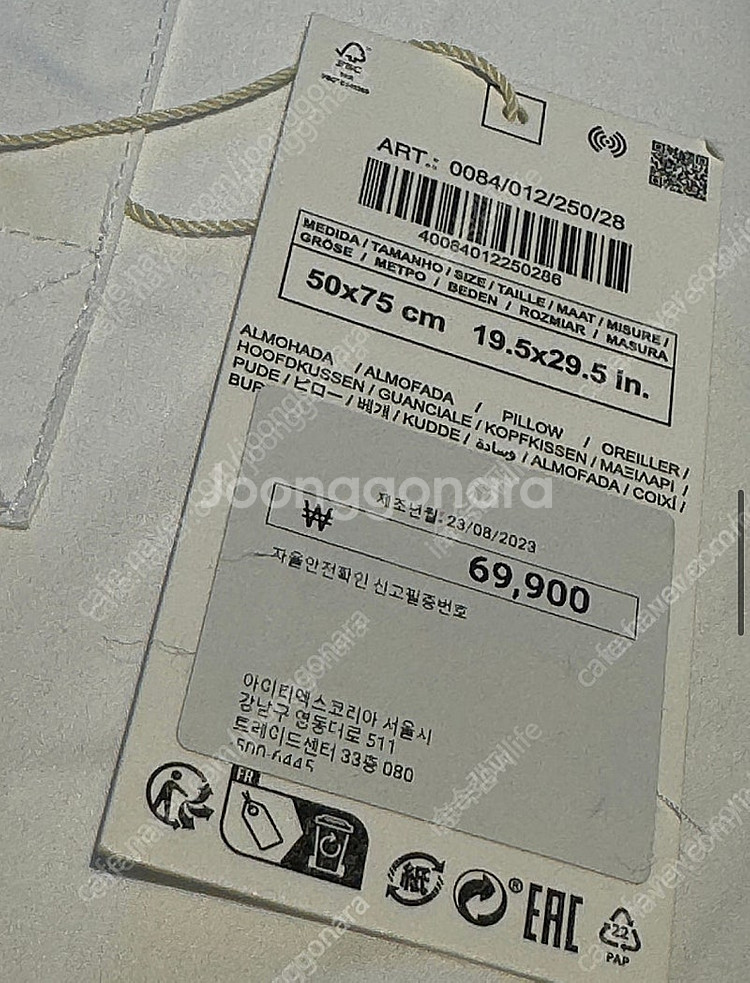 FSC
ART.: 0084/012/250/28
40084012250286
MEDIDA / TAMANHO / SIZE / TAILLE / MAAT / MISURE /
GRÖSE / METPO / BEDEN / ROZMIAR / MASURA
50x75 cm 19.5x29.5 in.
ALMOHADA / ALMOFADA / PILLOW / OREILLER /
HOOFDKUSSEN / GUANCIALE / KOPFKISSEN / ΜΑΞΙΛΑΡΙ /
PUDE / ピロー / 베개 / KUDDE / وسادة / ALMOFADA / COIXÍ /
BUR
Joonggonara
제조년월: 23/08/2023
₩ 69,900
자율안전확인 신고필증번호
아이티엑스코리아 서울시
강남구 영동대로 511
트레이드센터 33층 080
500-6445
FR
紙
®
EAC
22
PAP